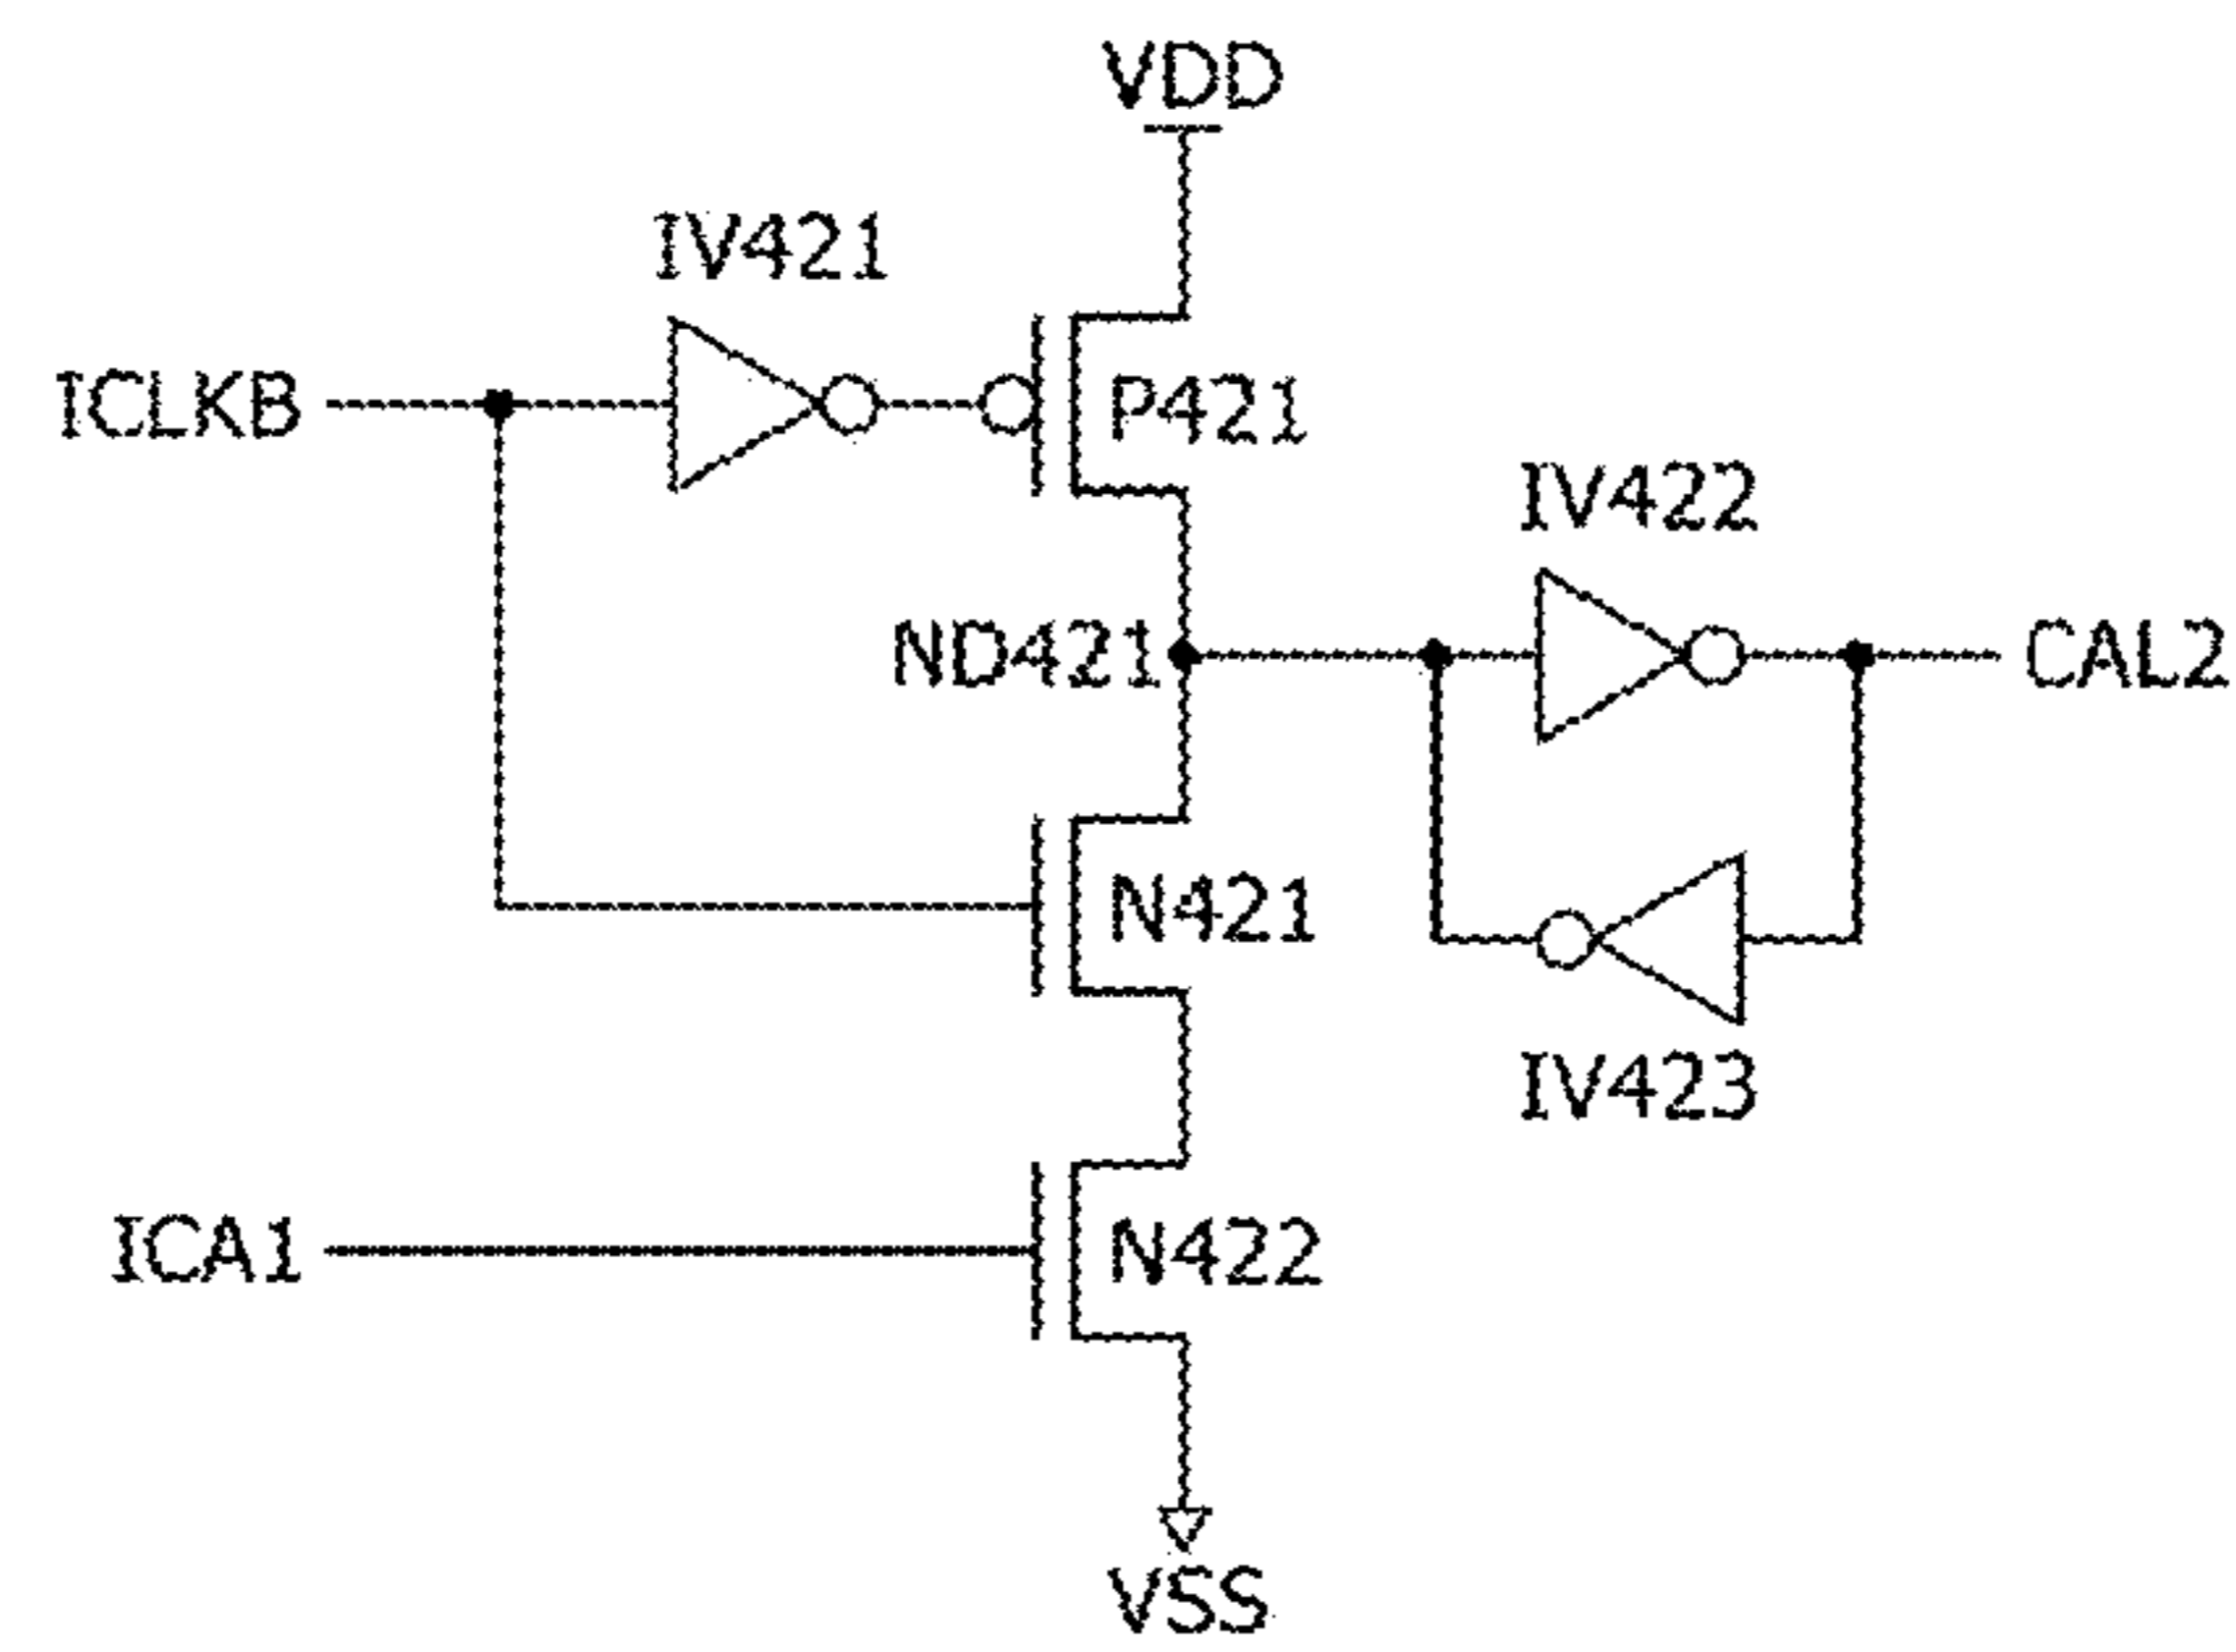 VDD
IV421
ICLKB
P421
IV422
ND421
CAL2
N421
IV423
ICA1
N422
VSS